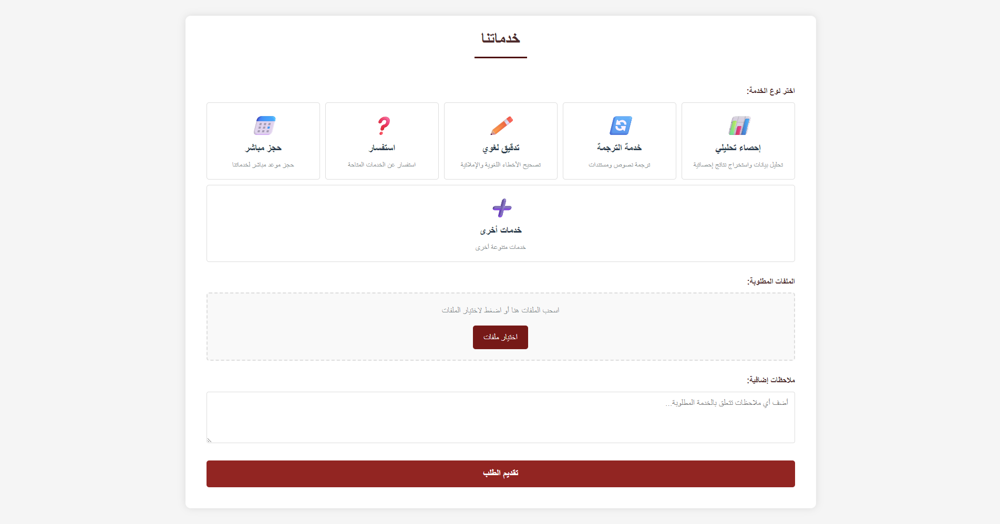 خدماتنا
اختر نوع الخدمة:
إحصاء تحليلي
تحليل بيانات واستخراج نتائج إحصائية
خدمة الترجمة
ترجمة نصوص ومستندات
تدقيق لغوي
تصحيح الأخطاء اللغوية والإملائية
استفسار
استفسار عن الخدمات المتاحة
حجز مباشر
حجز موعد مباشر لخدماتنا
خدمات أخرى
خدمات متنوعة أخرى
الملفات المطلوبة:
اسحب الملفات هنا أو اضغط لاختيار الملفات
اختيار ملفات
ملاحظات إضافية:
أضف أي ملاحظات تتعلق بالخدمة المطلوبة...
تقديم الطلب